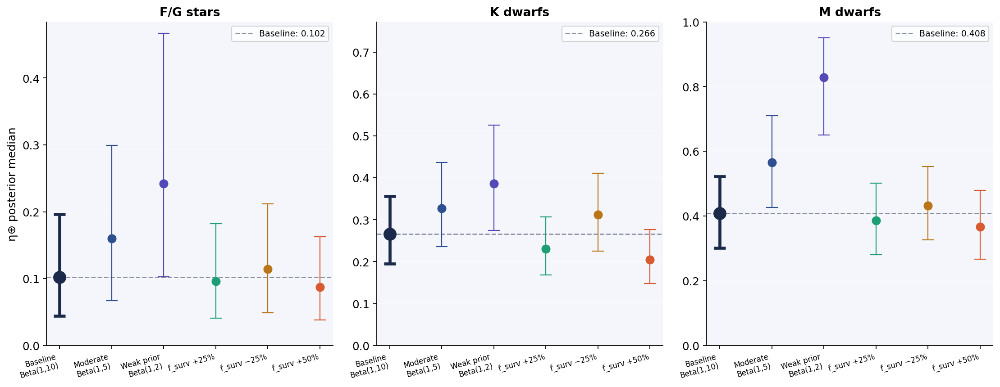 F/G stars
Baseline: 0.102
η⊕ posterior median
0.4
0.3
0.2
0.1
0.0
Baseline
Beta(1,10)
Moderate
Beta(1,5)
Weak prior
Beta(1,2)
f_surv +25%
f_surv −25%
f_surv +50%
K dwarfs
Baseline: 0.266
0.7
0.6
0.5
0.4
0.3
0.2
0.1
0.0
Baseline
Beta(1,10)
Moderate
Beta(1,5)
Weak prior
Beta(1,2)
f_surv +25%
f_surv −25%
f_surv +50%
M dwarfs
Baseline: 0.408
1.0
0.8
0.6
0.4
0.2
0.0
Baseline
Beta(1,10)
Moderate
Beta(1,5)
Weak prior
Beta(1,2)
f_surv +25%
f_surv −25%
f_surv +50%